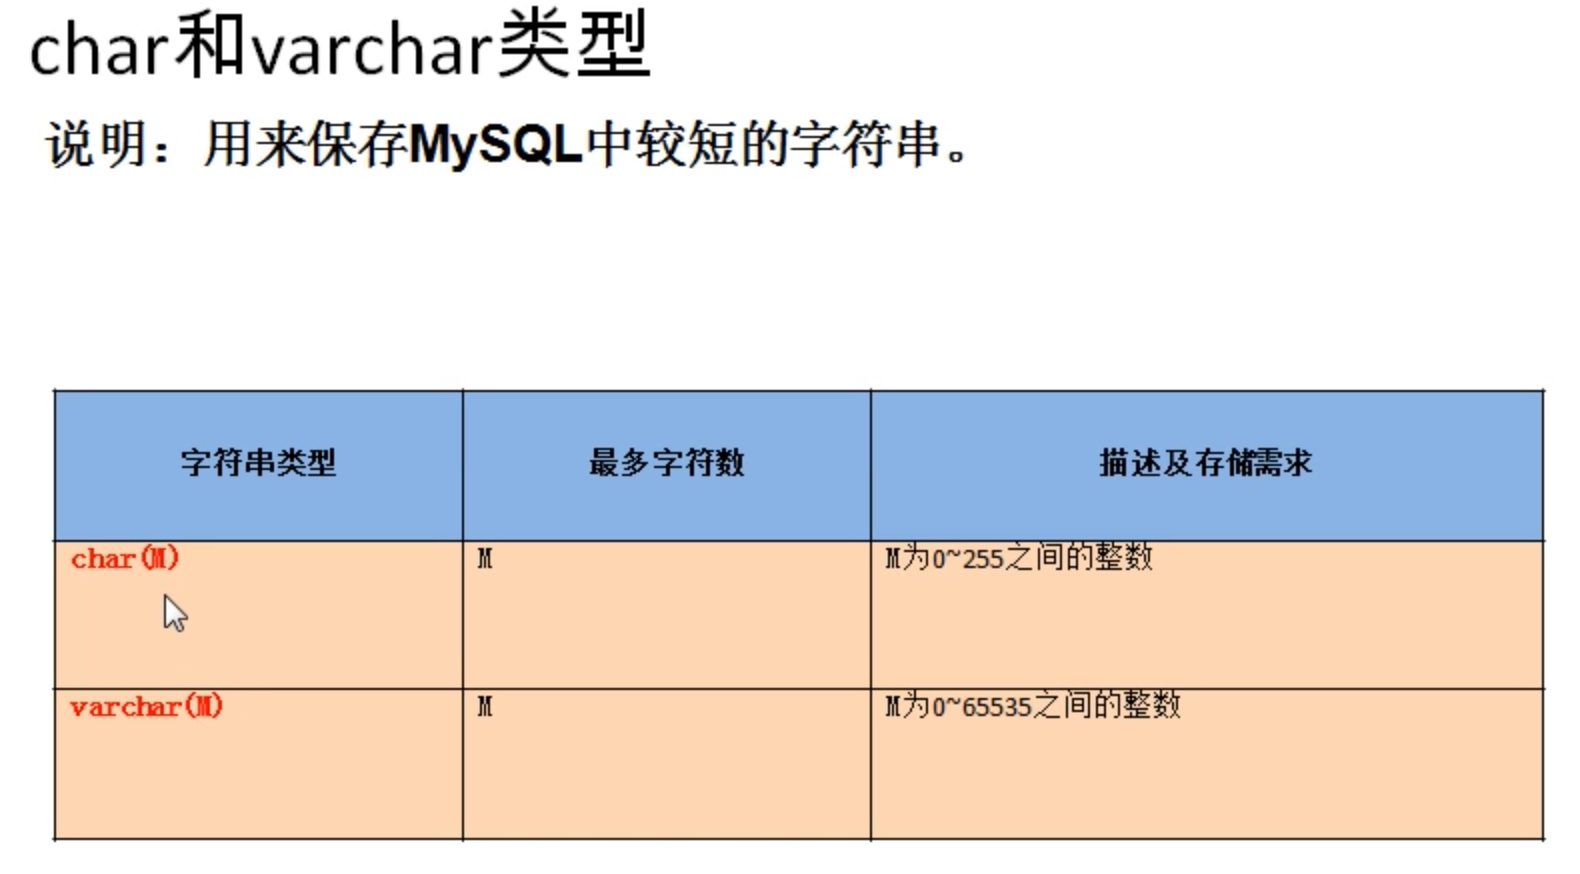 char和varchar类型
说明：用来保存MySQL中较短的字符串。
字符串类型 最多字符数 描述及存储需求
char(M) M M为0~255之间的整数
varchar(M) M M为0~65535之间的整数